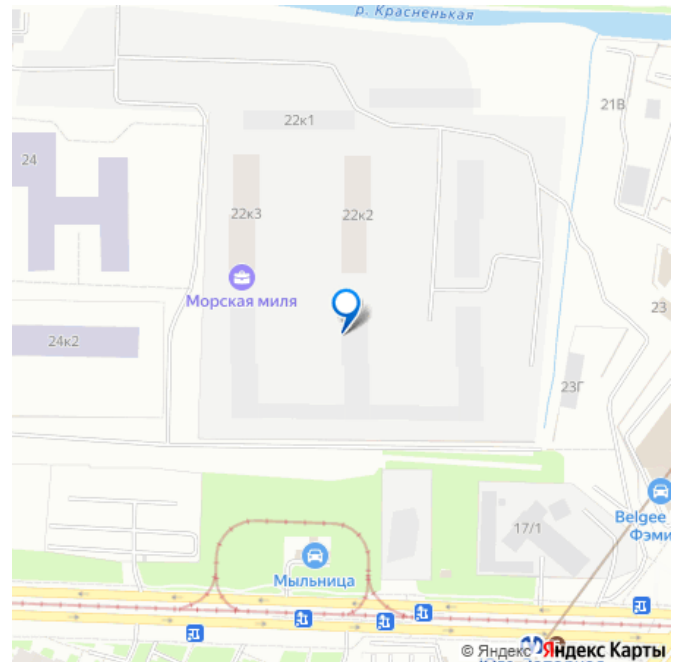 р. Красненькая
21В
22к1
24
22к3
22к2
Морская миля
24к2
23
23Г
Belgee
Фэми
17/1
Мыльница
© Яндекс Яндекс Карты